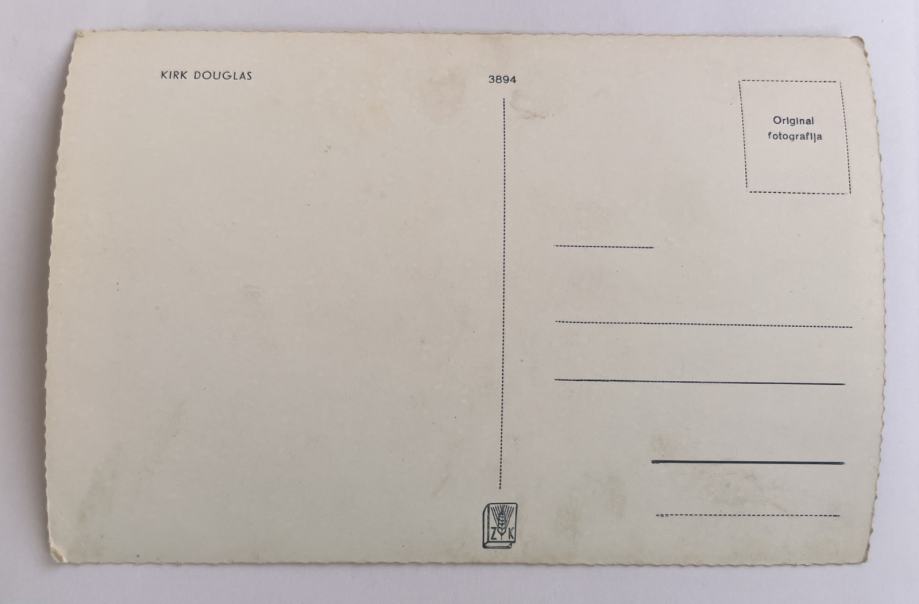 KIRK DOUGLAS
3894
Original
fotografija
Z K